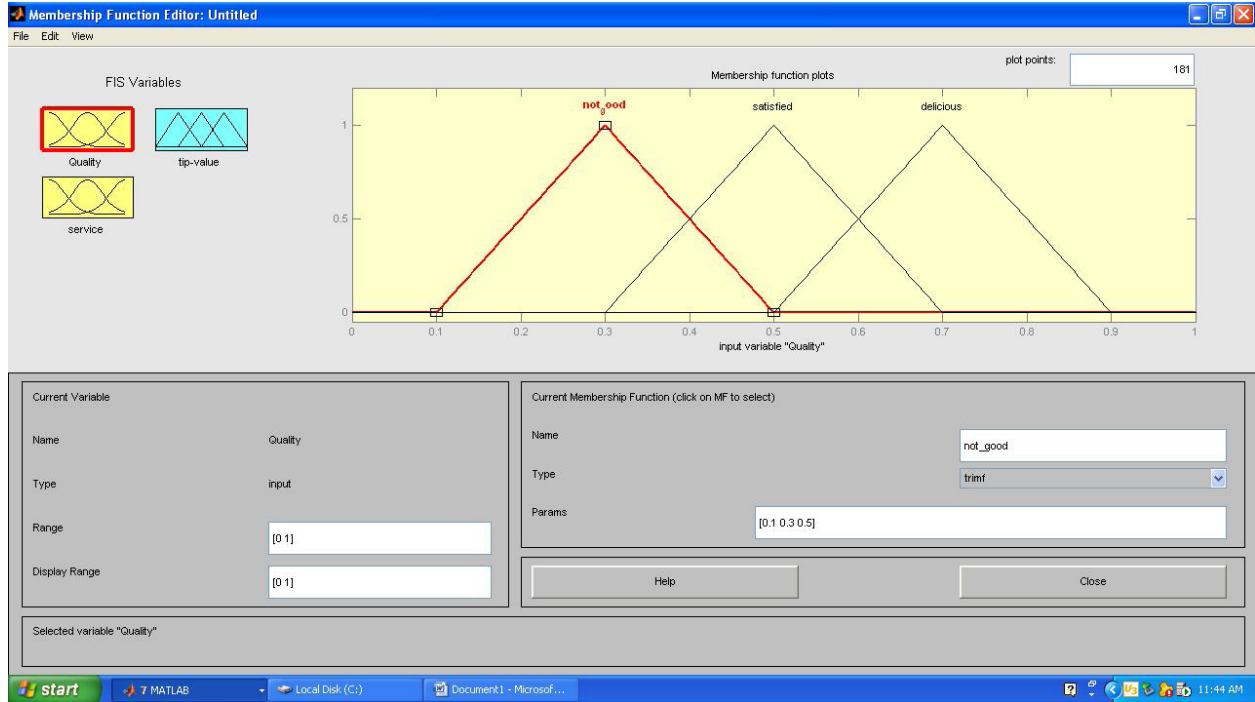 Membership Function Editor: Untitled
File Edit View
FIS Variables
Quality
tip-value
service
plot points:
181
Membership function plots
not_good
satisfied
delicious
1
0.5
0
0 0.1 0.2 0.3 0.4 0.5 0.6 0.7 0.8 0.9 1
input variable "Quality"
Current Variable
Name Quality
Type input
Range [0 1]
Display Range [0 1]
Current Membership Function (click on MF to select)
Name not_good
Type trimf
Params [0.1 0.3 0.5]
Help Close
Selected variable "Quality"
start 7 MATLAB Local Disk (C:) Document1 - Microsof... 11:44 AM